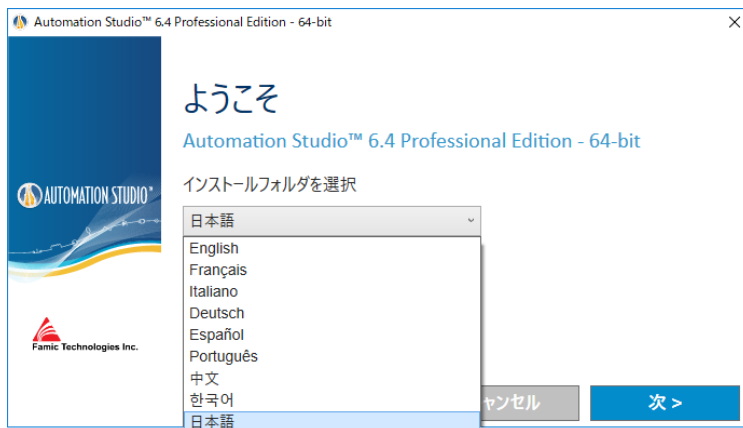 Automation Studio™ 6.4 Professional Edition - 64-bit
ようこそ
Automation Studio™ 6.4 Professional Edition - 64-bit
AUTOMATION STUDIO™
インストールフォルダを選択
日本語
English
Français
Italiano
Deutsch
Español
Português
中文
한국어
日本語
Famic Technologies Inc.
ャンセル
次 >